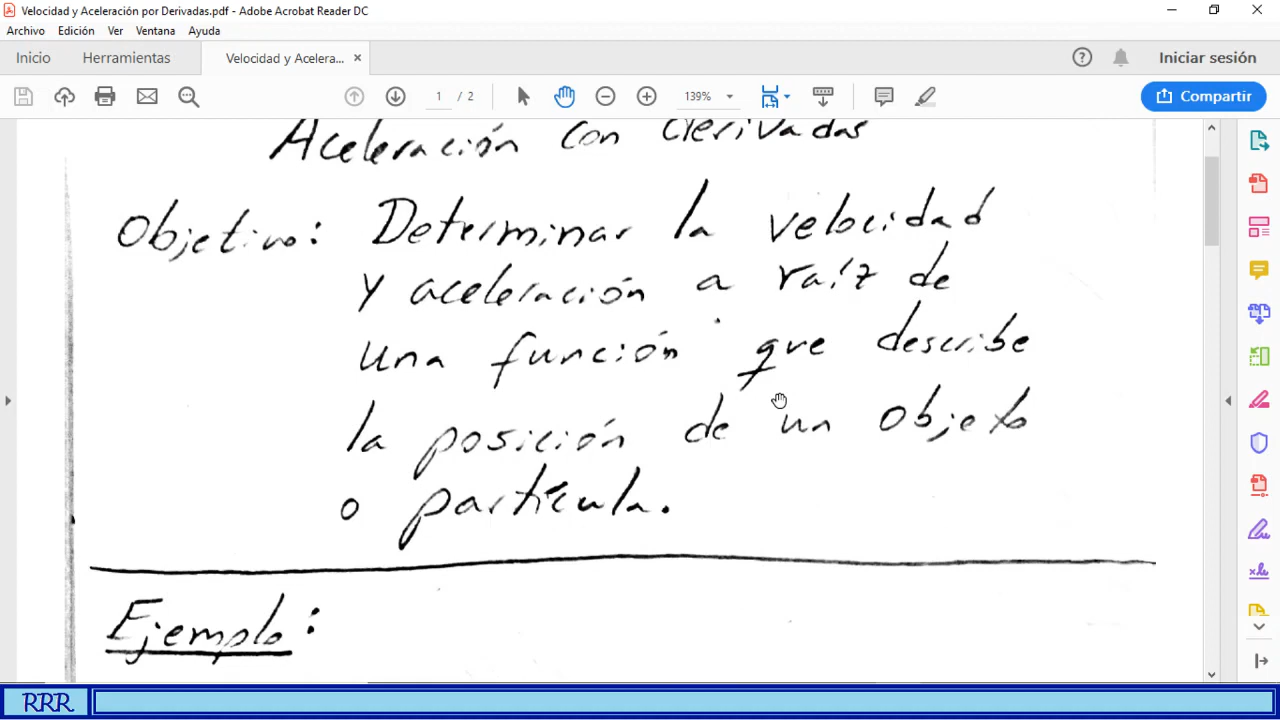 Velocidad y Aceleración por Derivadas.pdf - Adobe Acrobat Reader DC
Archivo Edición Ver Ventana Ayuda
Inicio Herramientas Velocidad y Acelera... × Iniciar sesión
1 / 2 139% Compartir
Aceleración con derivadas
Objetivo: Determinar la velocidad
y aceleración a raíz de
una función que describe
la posición de un objeto
o partícula.
Ejemplo:
RRR